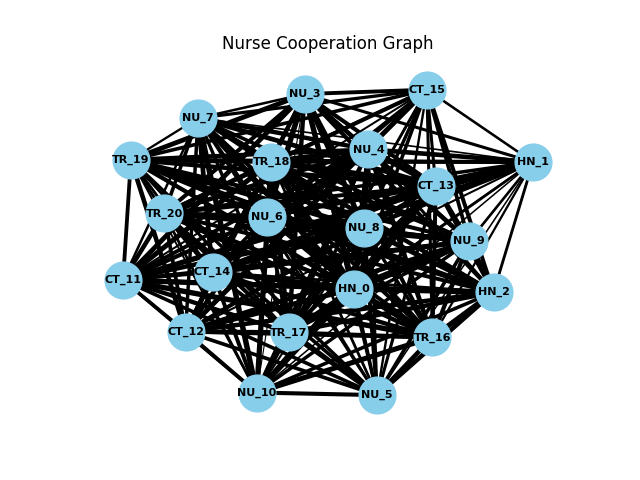 Nurse Cooperation Graph
CT_15
NU_3
NU_7
NU_4
TR_19
TR_18
HN_1
CT_13
TR_20
NU_6
NU_8
NU_9
CT_14
CT_11
HN_0
HN_2
CT_12
TR_17
TR_16
NU_10
NU_5